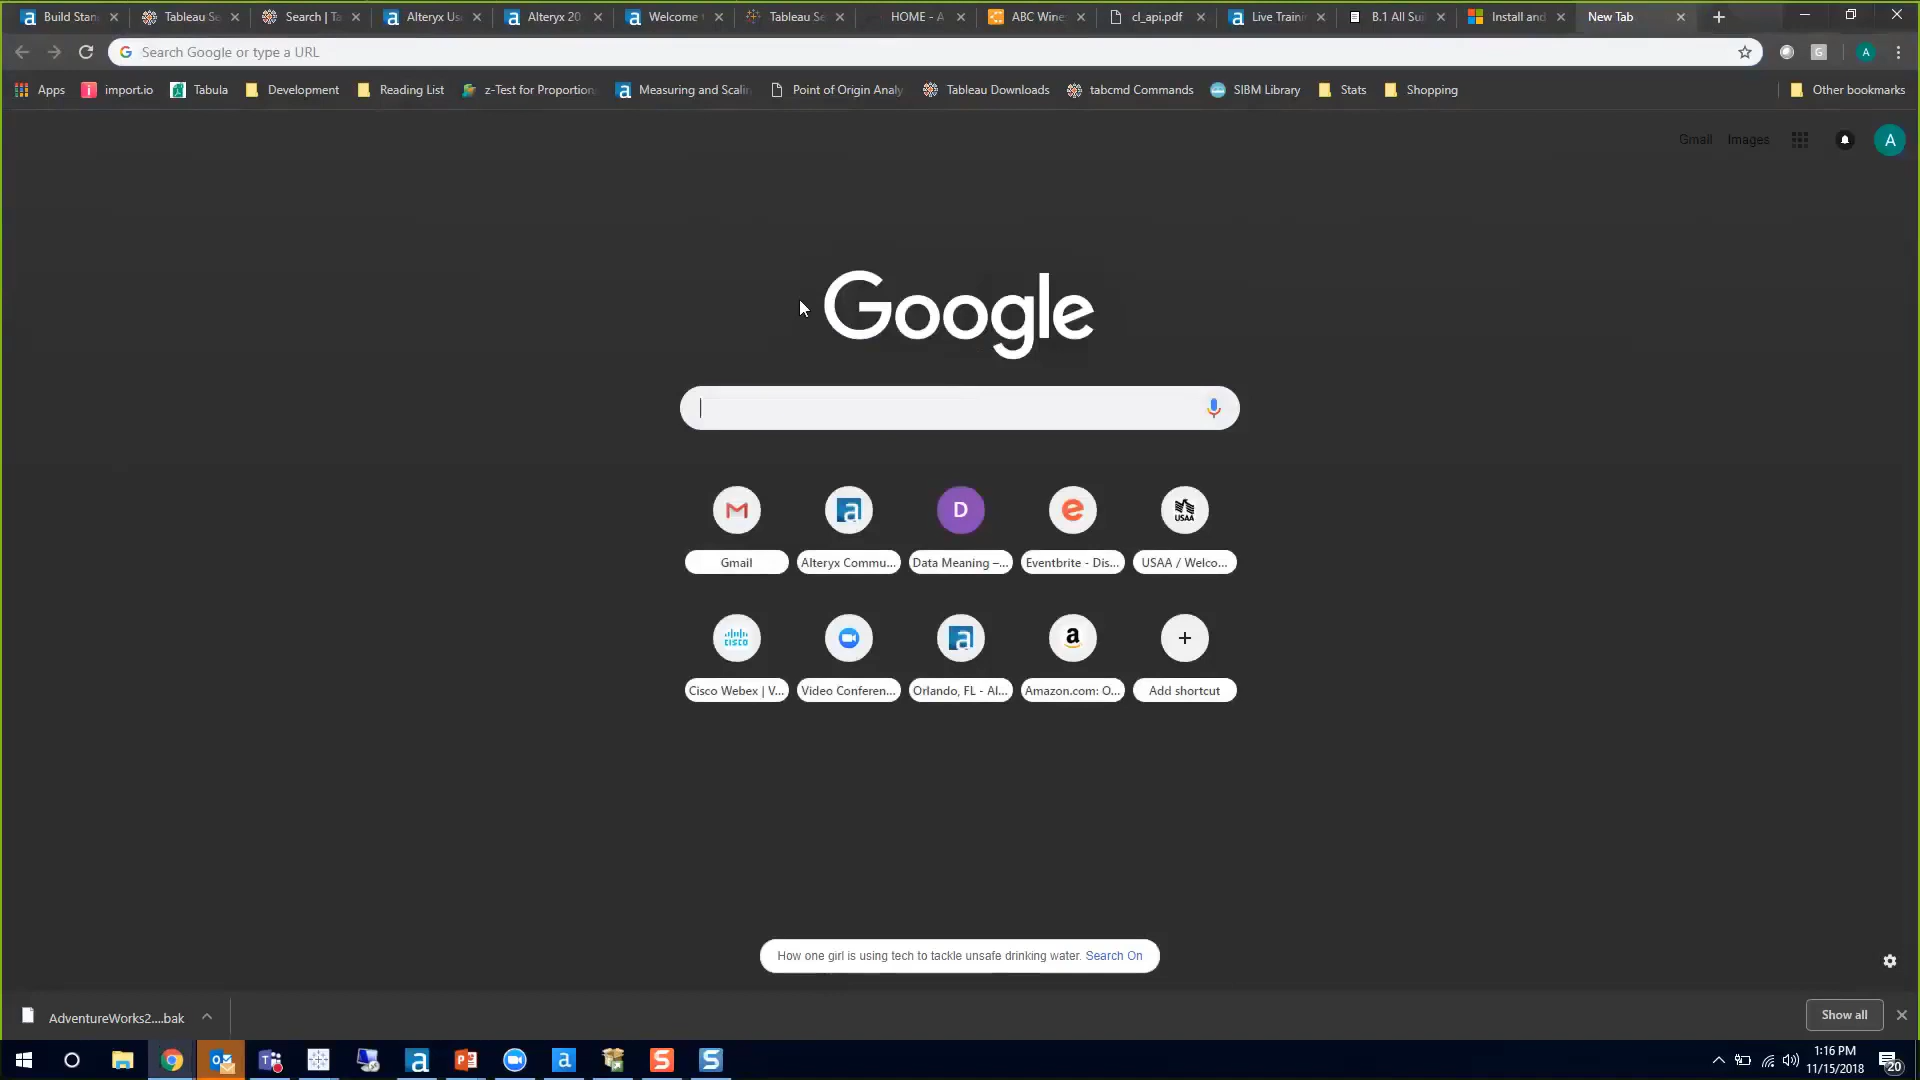 Build Stan
Tableau Se
Search | Ta
Alteryx Us
Alteryx 20
Welcome
Tableau Se
HOME - A
ABC Wine
cl_api.pdf
Live Traini
B.1 All Sui
Install and
New Tab
Search Google or type a URL
Apps
import.io
Tabula
Development
Reading List
z-Test for Proportion
Measuring and Scalin
Point of Origin Analy
Tableau Downloads
tabcmd Commands
SIBM Library
Stats
Shopping
Other bookmarks
Gmail
Images
A
Google
D
USAA
Gmail
Alteryx Commu...
Data Meaning –...
Eventbrite - Dis...
USAA / Welco...
CISCO
Cisco Webex | V...
Video Conferen...
Orlando, FL - Al...
Amazon.com: O...
Add shortcut
How one girl is using tech to tackle unsafe drinking water. Search On
AdventureWorks2....bak
Show all
1:16 PM
11/15/2018
20